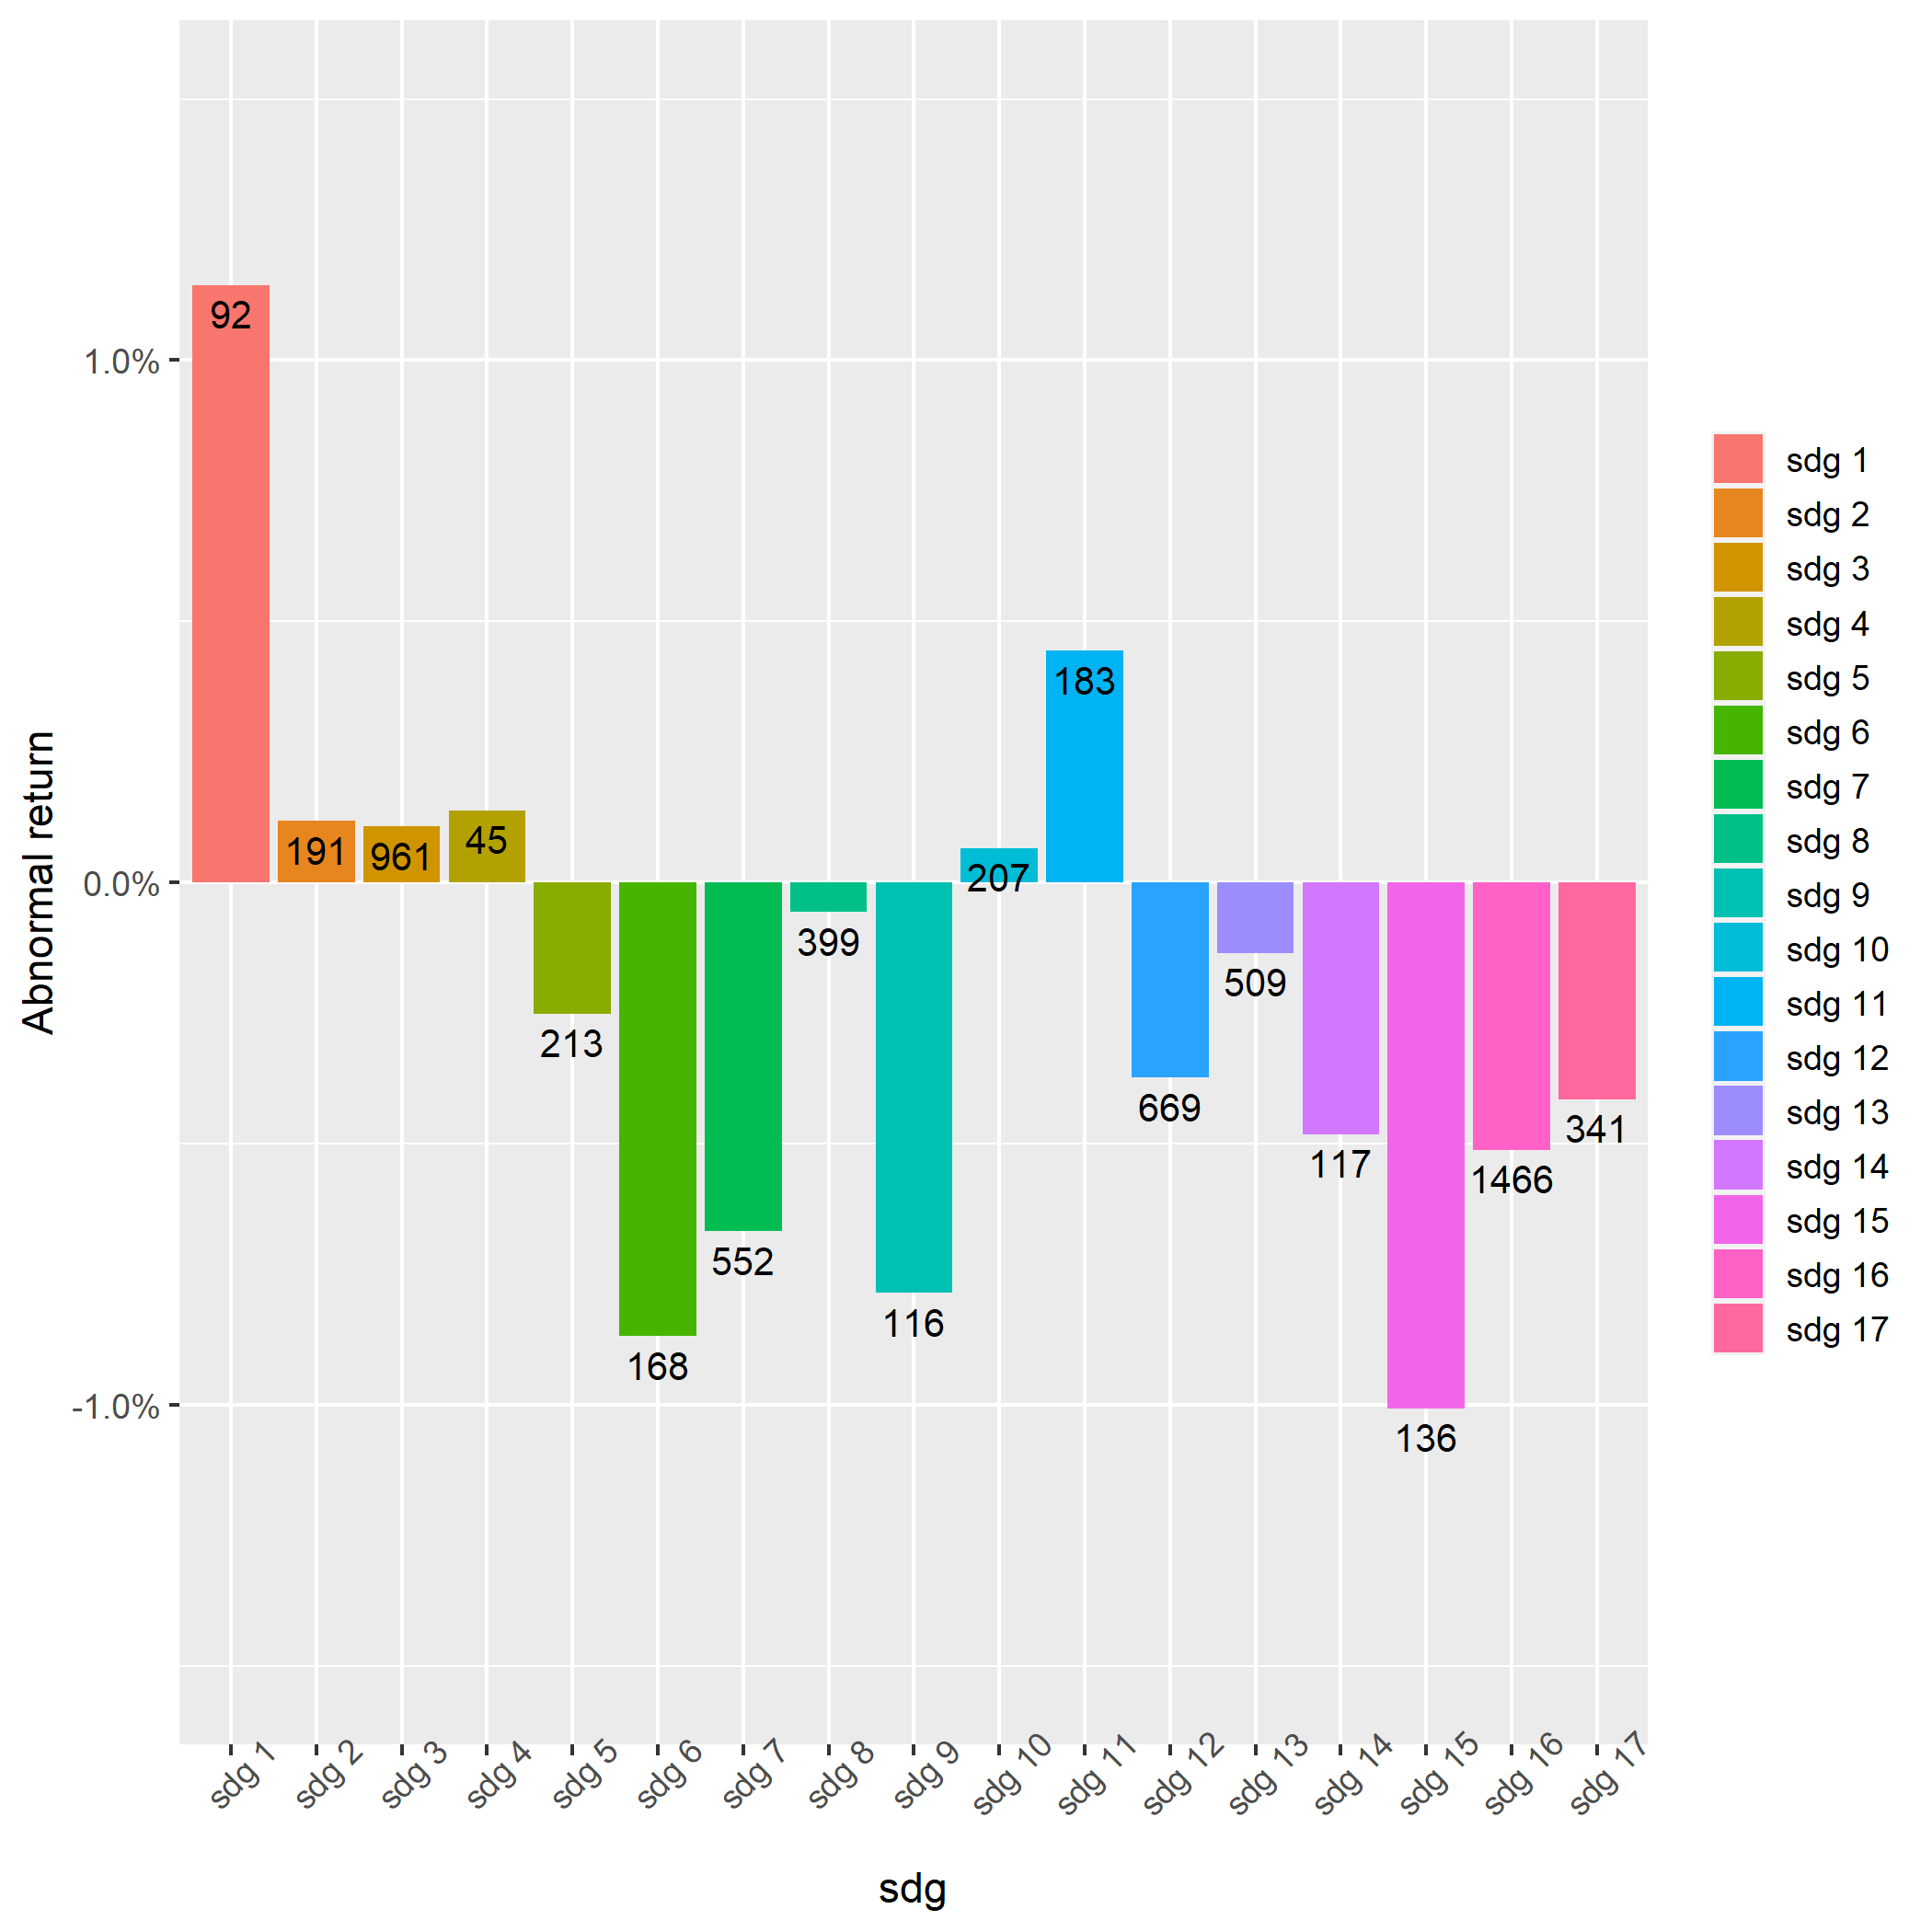 92
1.0%
183
191
961
45
0.0%
207
399
213
509
669
341
117
1466
552
116
168
-1.0%
136
Abnormal return
sdg 1
sdg 2
sdg 3
sdg 4
sdg 5
sdg 6
sdg 7
sdg 8
sdg 9
sdg 10
sdg 11
sdg 12
sdg 13
sdg 14
sdg 15
sdg 16
sdg 17
sdg
sdg 1
sdg 2
sdg 3
sdg 4
sdg 5
sdg 6
sdg 7
sdg 8
sdg 9
sdg 10
sdg 11
sdg 12
sdg 13
sdg 14
sdg 15
sdg 16
sdg 17